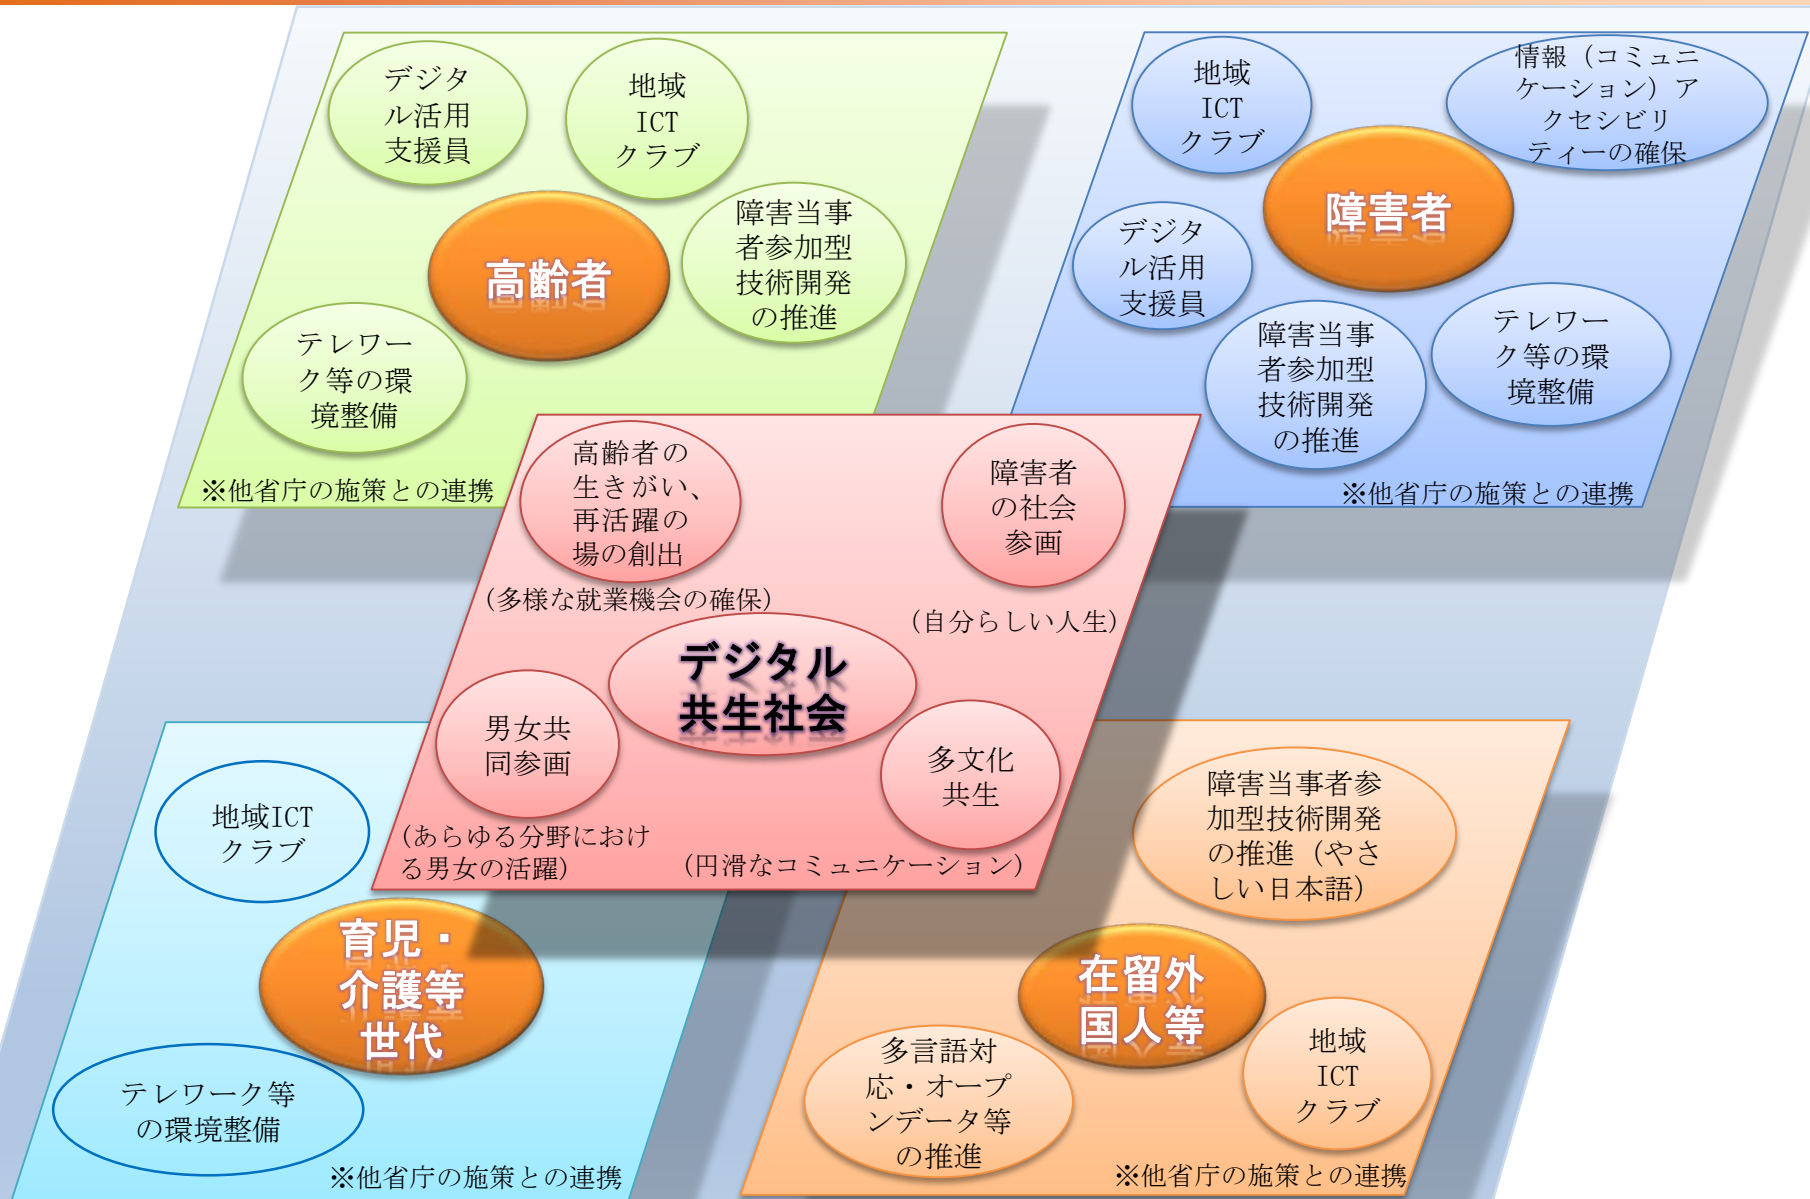 デジタ
ル活用
支援員
地域
ICT
クラブ
高齢者
障害当事
者参加型
技術開発
の推進
テレワー
ク等の環
境整備
※他省庁の施策との連携
地域
ICT
クラブ
情報（コミュニ
ケーション）ア
クセシビリ
ティーの確保
障害者
デジタ
ル活用
支援員
障害当事
者参加型
技術開発
の推進
テレワー
ク等の環
境整備
※他省庁の施策との連携
高齢者の
生きがい、
再活躍の
場の創出
（多様な就業機会の確保）
障害者
の社会
参画
（自分らしい人生）
デジタル
共生社会
男女共
同参画
（あらゆる分野におけ
る男女の活躍）
多文化
共生
（円滑なコミュニケーション）
地域ICT
クラブ
育児・
介護等
世代
テレワーク等
の環境整備
※他省庁の施策との連携
障害当事者参
加型技術開発
の推進（やさ
しい日本語）
在留外
国人等
多言語対
応・オープ
ンデータ等
の推進
地域
ICT
クラブ
※他省庁の施策との連携